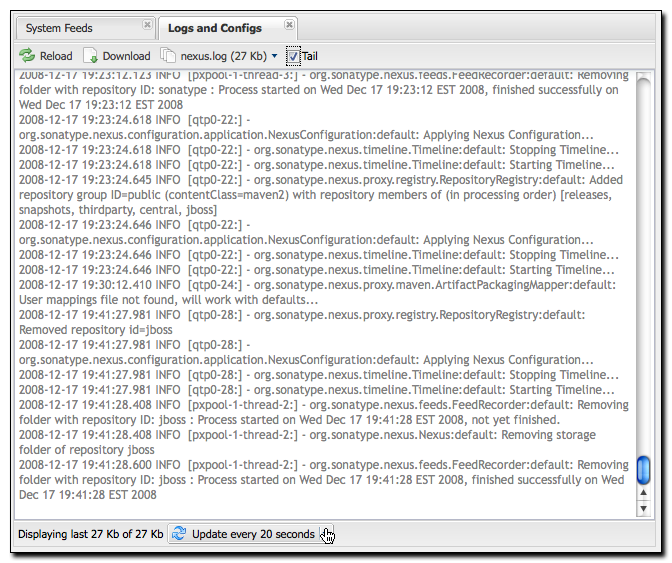 System Feeds
Logs and Configs
Reload
Download
nexus.log (27 Kb)
Tail
2008-12-17 19:23:12.123 INFO [pxpool-1-thread-3:] - org.sonatype.nexus.feeds.FeedRecorder:default: Removing
folder with repository ID: sonatype : Process started on Wed Dec 17 19:23:12 EST 2008, finished successfully on
Wed Dec 17 19:23:12 EST 2008
2008-12-17 19:23:24.618 INFO [qtp0-22:] -
org.sonatype.nexus.configuration.application.NexusConfiguration:default: Applying Nexus Configuration...
2008-12-17 19:23:24.618 INFO [qtp0-22:] - org.sonatype.nexus.timeline.Timeline:default: Stopping Timeline...
2008-12-17 19:23:24.618 INFO [qtp0-22:] - org.sonatype.nexus.timeline.Timeline:default: Starting Timeline...
2008-12-17 19:23:24.645 INFO [qtp0-22:] - org.sonatype.nexus.proxy.registry.RepositoryRegistry:default: Added
repository group ID=public (contentClass=maven2) with repository members of (in processing order) [releases,
snapshots, thirdparty, central, jboss]
2008-12-17 19:23:24.646 INFO [qtp0-22:] -
org.sonatype.nexus.configuration.application.NexusConfiguration:default: Applying Nexus Configuration...
2008-12-17 19:23:24.646 INFO [qtp0-22:] - org.sonatype.nexus.timeline.Timeline:default: Stopping Timeline...
2008-12-17 19:23:24.646 INFO [qtp0-22:] - org.sonatype.nexus.timeline.Timeline:default: Starting Timeline...
2008-12-17 19:30:12.410 INFO [qtp0-24:] - org.sonatype.nexus.proxy.maven.ArtifactPackagingMapper:default:
User mappings file not found, will work with defaults...
2008-12-17 19:41:27.981 INFO [qtp0-28:] - org.sonatype.nexus.proxy.registry.RepositoryRegistry:default:
Removed repository id=jboss
2008-12-17 19:41:27.981 INFO [qtp0-28:] -
org.sonatype.nexus.configuration.application.NexusConfiguration:default: Applying Nexus Configuration...
2008-12-17 19:41:27.981 INFO [qtp0-28:] - org.sonatype.nexus.timeline.Timeline:default: Stopping Timeline...
2008-12-17 19:41:27.981 INFO [qtp0-28:] - org.sonatype.nexus.timeline.Timeline:default: Starting Timeline...
2008-12-17 19:41:28.408 INFO [pxpool-1-thread-2:] - org.sonatype.nexus.feeds.FeedRecorder:default: Removing
folder with repository ID: jboss : Process started on Wed Dec 17 19:41:28 EST 2008, not yet finished.
2008-12-17 19:41:28.408 INFO [pxpool-1-thread-2:] - org.sonatype.nexus.Nexus:default: Removing storage
folder of repository jboss
2008-12-17 19:41:28.600 INFO [pxpool-1-thread-2:] - org.sonatype.nexus.feeds.FeedRecorder:default: Removing
folder with repository ID: jboss : Process started on Wed Dec 17 19:41:28 EST 2008, finished successfully on Wed
Dec 17 19:41:28 EST 2008
Displaying last 27 Kb of 27 Kb
Update every 20 seconds